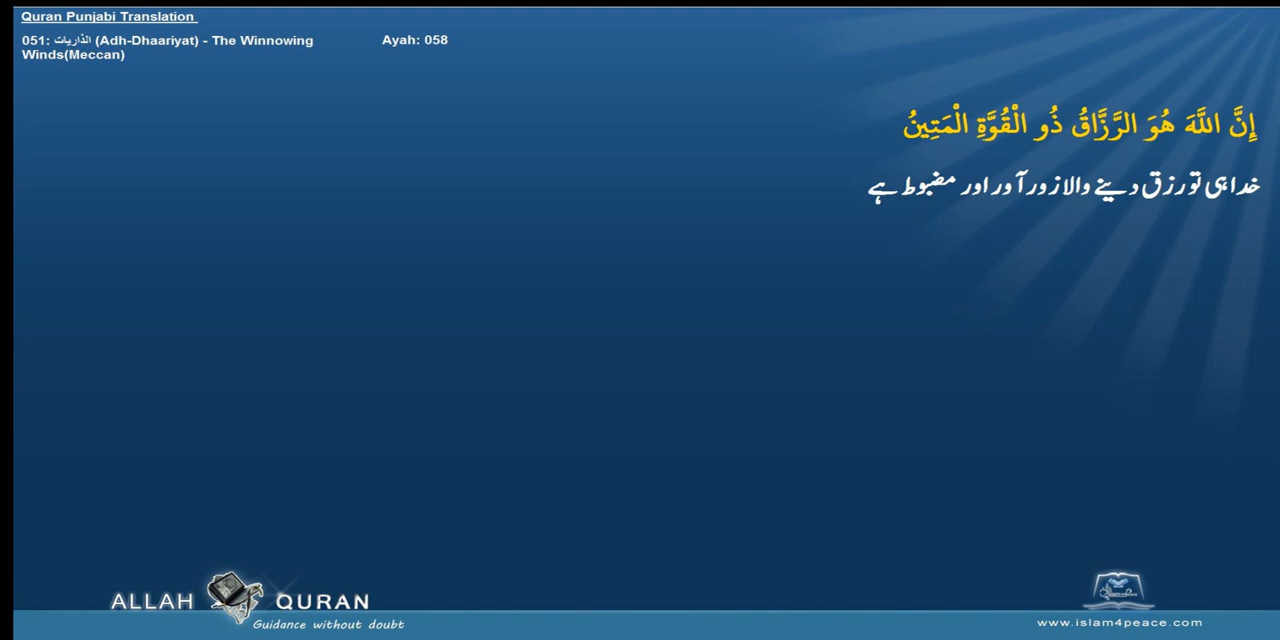 Quran Punjabi Translation
051: الذاريات (Adh-Dhaariyat) - The Winnowing Winds(Meccan)
Ayah: 058
إِنَّ اللَّهَ هُوَ الرَّزَّاقُ ذُو الْقُوَّةِ الْمَتِينُ
خدا ہی تو رزق دینے والا زور آور اور مضبوط ہے
ALLAH QURAN
Guidance without doubt
www.islam4peace.com